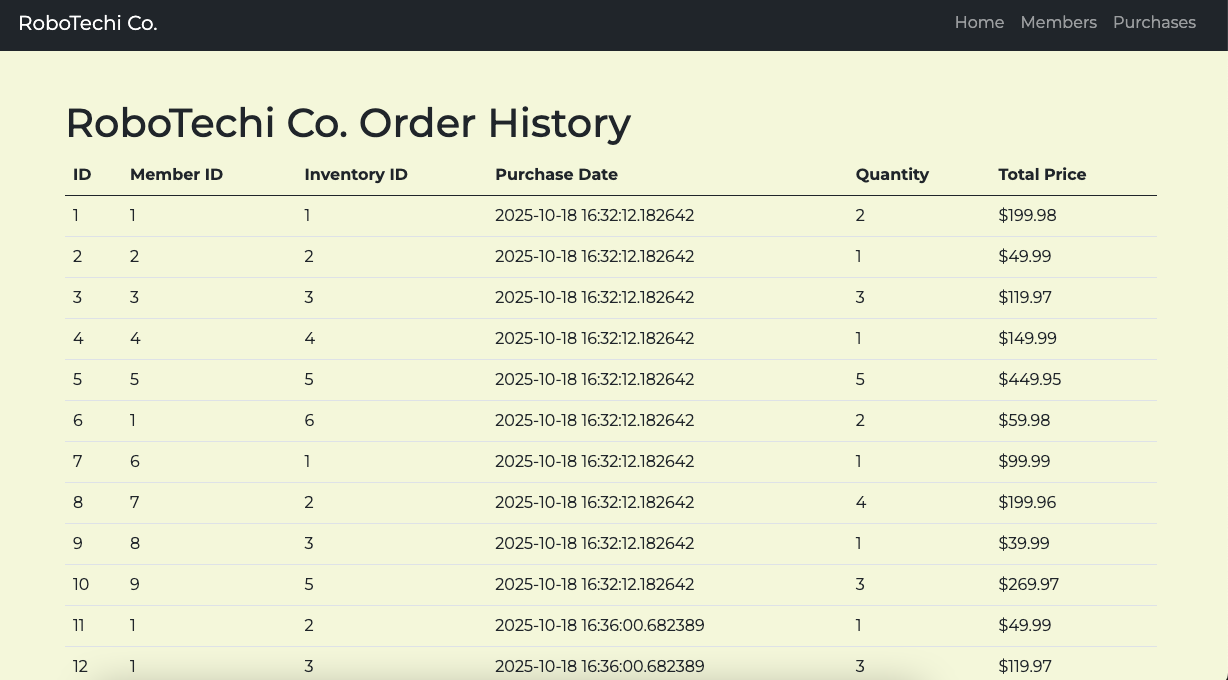 RoboTechi Co. Home Members Purchases
RoboTechi Co. Order History
ID Member ID Inventory ID Purchase Date Quantity Total Price
1 1 1 2025-10-18 16:32:12.182642 2 $199.98
2 2 2 2025-10-18 16:32:12.182642 1 $49.99
3 3 3 2025-10-18 16:32:12.182642 3 $119.97
4 4 4 2025-10-18 16:32:12.182642 1 $149.99
5 5 5 2025-10-18 16:32:12.182642 5 $449.95
6 1 6 2025-10-18 16:32:12.182642 2 $59.98
7 6 1 2025-10-18 16:32:12.182642 1 $99.99
8 7 2 2025-10-18 16:32:12.182642 4 $199.96
9 8 3 2025-10-18 16:32:12.182642 1 $39.99
10 9 5 2025-10-18 16:32:12.182642 3 $269.97
11 1 2 2025-10-18 16:36:00.682389 1 $49.99
12 1 3 2025-10-18 16:36:00.682389 3 $119.97